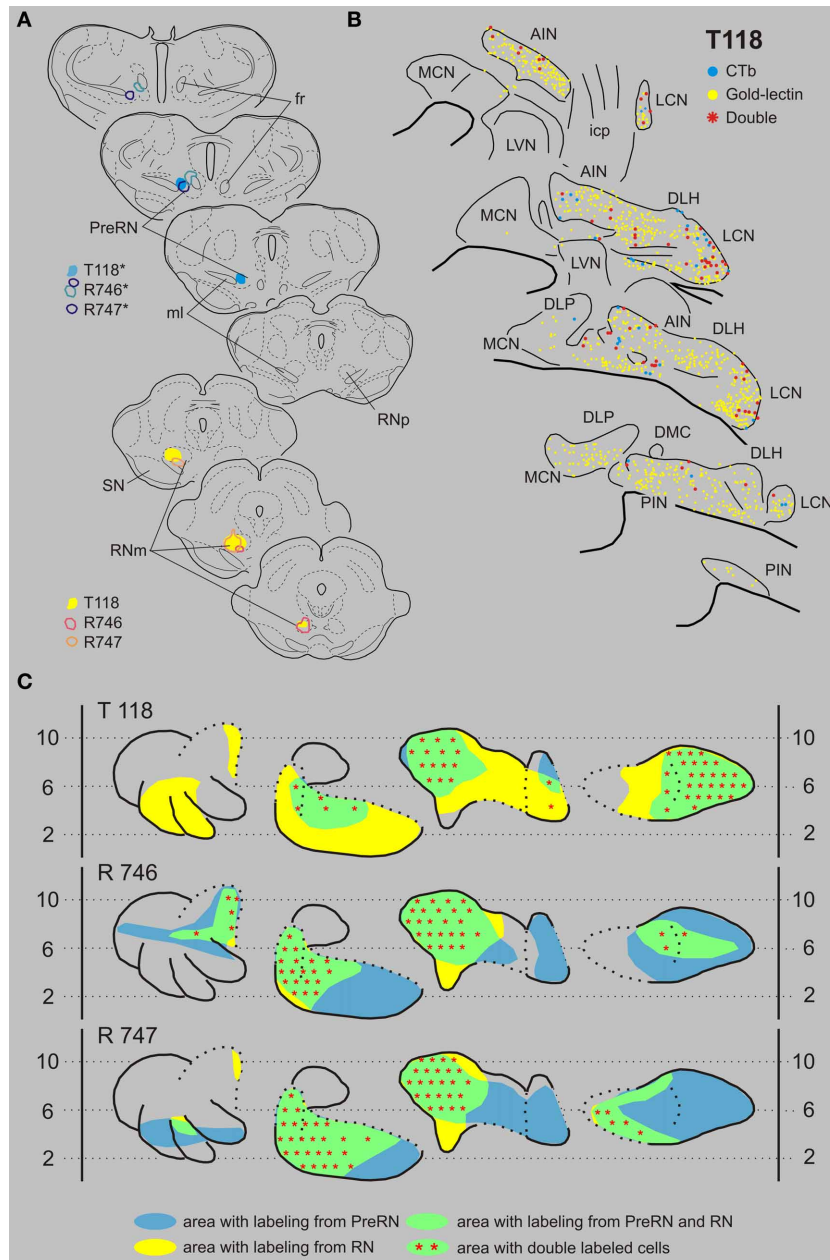 A
fr
PreRN
T118*
R746*
R747*
ml
RNp
SN
RNm
T118
R746
R747
B
T118
CTb
Gold-lectin
Double
AIN
MCN
LCN
LVN
icp
AIN
DLH
MCN
LCN
LVN
DLP
AIN
DLH
MCN
LCN
DLP
DMC
DLH
MCN
PIN
LCN
PIN
C
T 118
10 10
6 6
2 2
R 746
10 10
6 6
2 2
R 747
10 10
6 6
2 2
area with labeling from PreRN
area with labeling from PreRN and RN
area with labeling from RN
area with double labeled cells